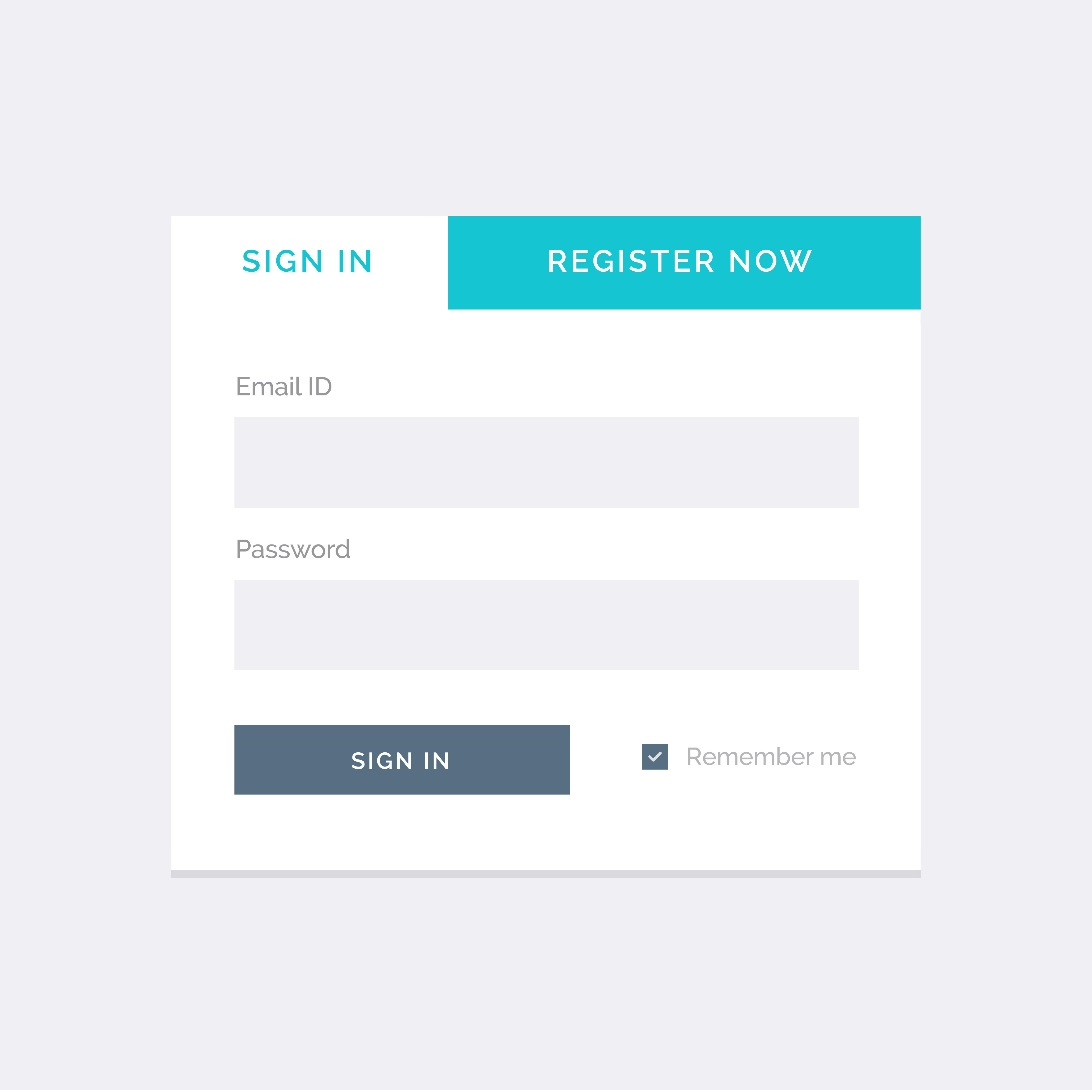 SIGN IN
REGISTER NOW
Email ID
Password
SIGN IN
Remember me